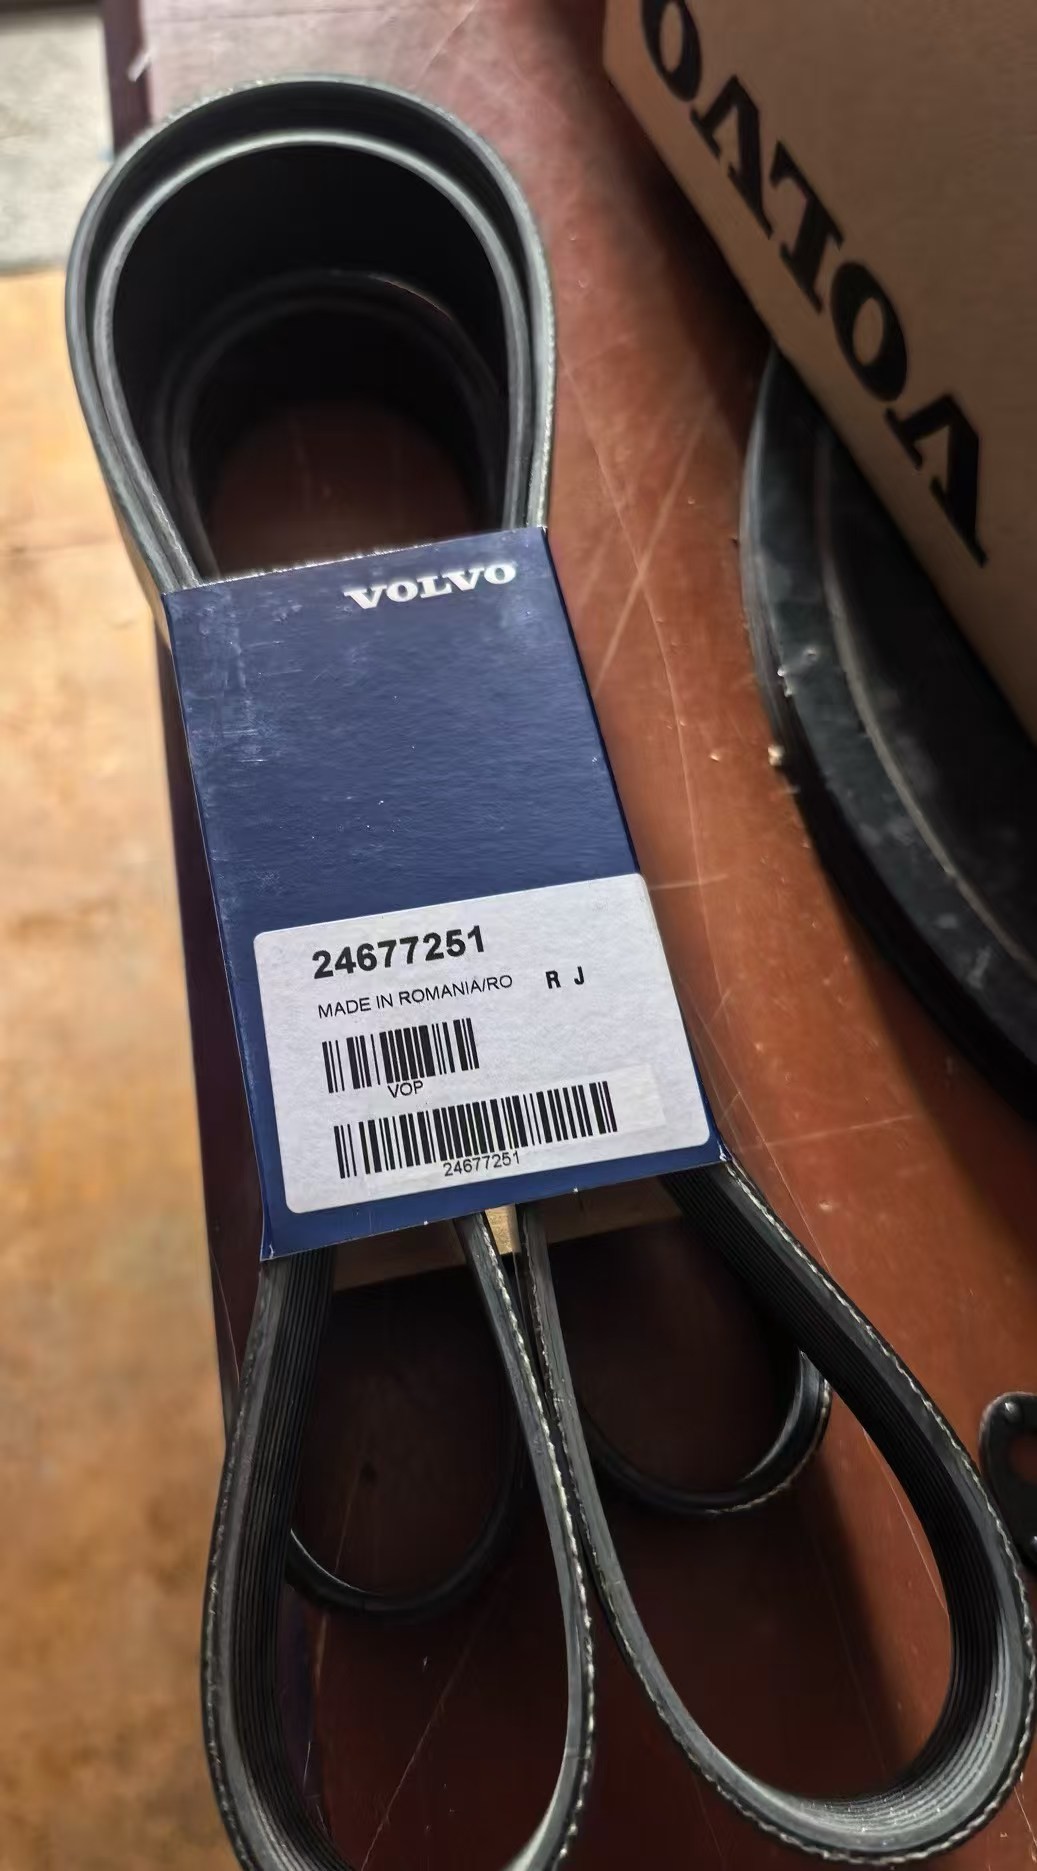 VOLVO
VOLVO
24677251
MADE IN ROMANIA/RO R J
VOP
24677251